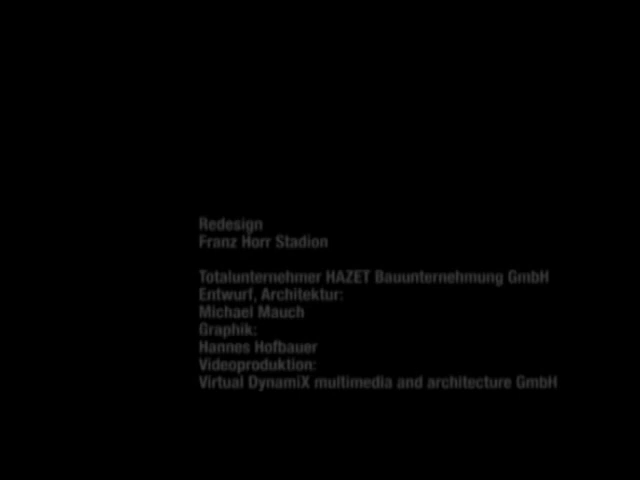 Redesign
Franz Horr Stadion
Totalunternehmer HAZET Bauunternehmung GmbH
Entwurf, Architektur:
Michael Mauch
Graphik:
Hannes Hofbauer
Videoproduktion:
Virtual DynamiX multimedia and architecture GmbH